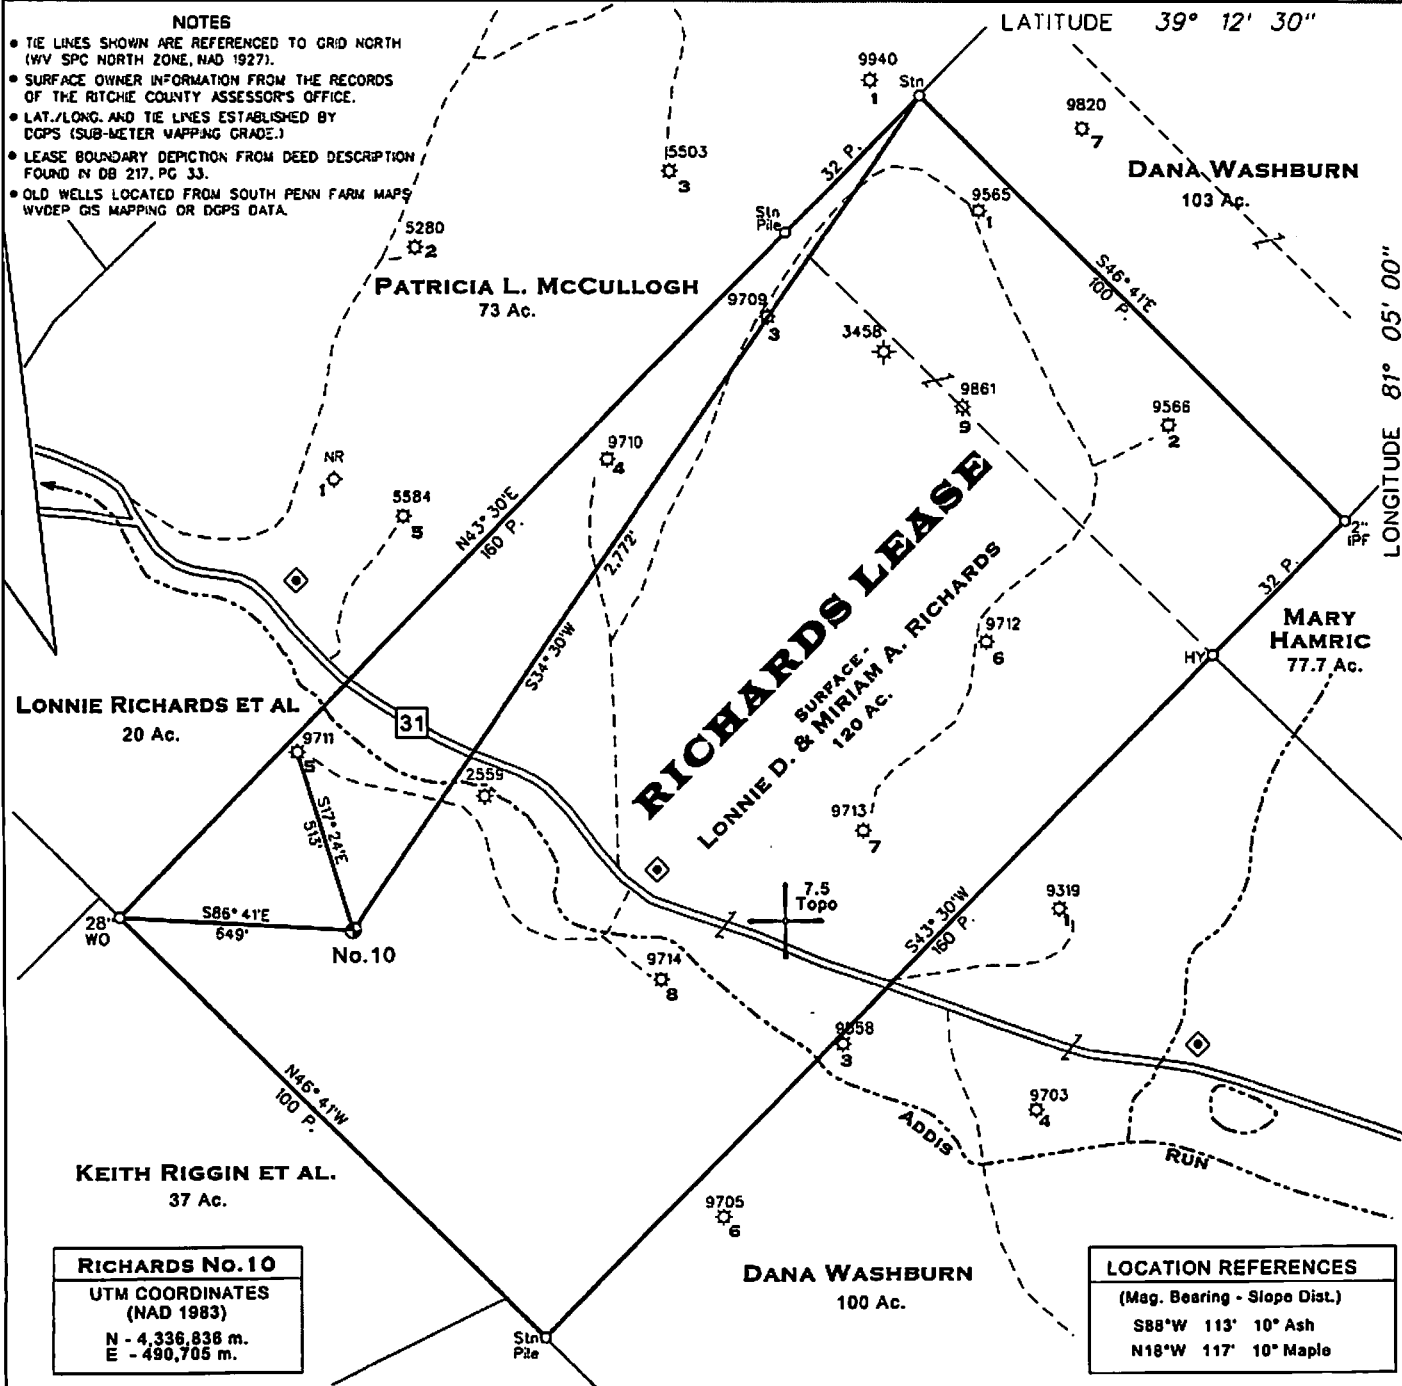 NOTES
• TIE LINES SHOWN ARE REFERENCED TO GRID NORTH
(WV SPC NORTH ZONE, NAD 1927).
• SURFACE OWNER INFORMATION FROM THE RECORDS
OF THE RITCHIE COUNTY ASSESSOR'S OFFICE.
• LAT./LONG. AND TIE LINES ESTABLISHED BY
DGPS (SUB-METER MAPPING GRADE.)
• LEASE BOUNDARY DEPICTION FROM DEED DESCRIPTION
FOUND IN DB 217, PG 33.
• OLD WELLS LOCATED FROM SOUTH PENN FARM MAPS
WVDEP GIS MAPPING OR DGPS DATA.
LATITUDE 39° 12' 30"
LONGITUDE 81° 05' 00"
9940
1
Stn
9820
7
DANA WASHBURN
103 Ac.
5503
3
32 P.
Stn
Pile
9565
1
5280
2
PATRICIA L. MCCULLOGH
73 Ac.
S46° 41'E
100 P.
9709
3
3458
9861
9
9566
2
9710
4
NR
1
5584
5
N43° 30'E
160 P.
2,772'
S34° 30'W
2"
IPF
32 P.
MARY
HAMRIC
77.7 Ac.
HY
RICHARDS LEASE
SURFACE -
LONNIE D. & MIRIAM A. RICHARDS
120 AC.
9712
6
LONNIE RICHARDS ET AL
20 Ac.
31
9711
5
2559
S17° 24'E
513'
9713
7
7.5
Topo
9319
1
S43° 30'W
160 P.
28"
WO
S86° 41'E
649'
No.10
9714
8
9558
3
9703
4
ADDIS
RUN
N46° 41'W
100 P.
KEITH RIGGIN ET AL.
37 Ac.
9705
6
DANA WASHBURN
100 Ac.
Stn
Pile
RICHARDS No.10
UTM COORDINATES
(NAD 1983)
N - 4,336,836 m.
E - 490,705 m.
LOCATION REFERENCES
(Mag. Bearing - Slope Dist.)
S88°W 113' 10" Ash
N18°W 117' 10" Maple